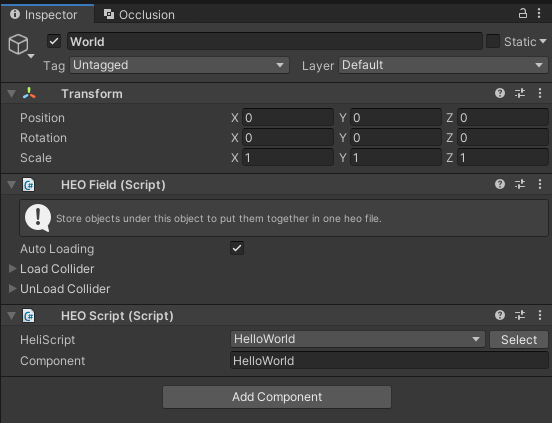 Inspector Occlusion
World Static
Tag Untagged Layer Default
Transform
Position X 0 Y 0 Z 0
Rotation X 0 Y 0 Z 0
Scale X 1 Y 1 Z 1
HEO Field (Script)
Store objects under this object to put them together in one heo file.
Auto Loading
Load Collider
UnLoad Collider
HEO Script (Script)
HeliScript HelloWorld Select
Component HelloWorld
Add Component